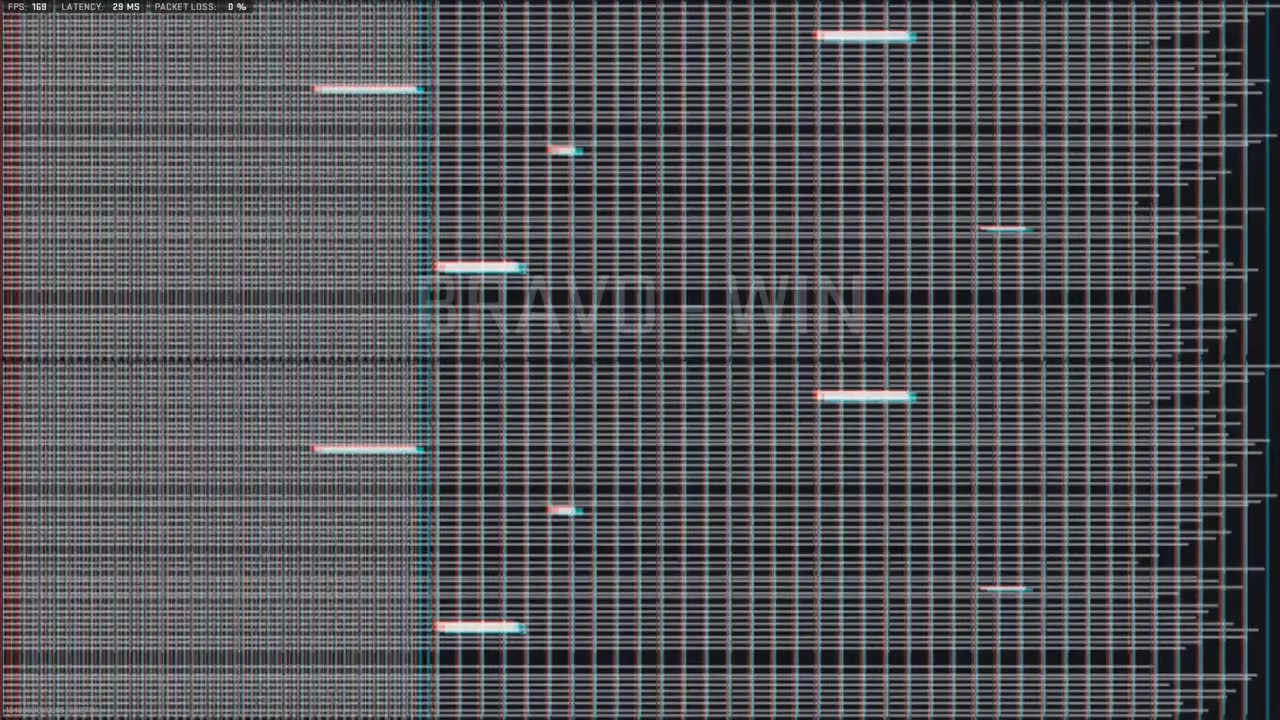 FPS: 169 LATENCY: 29 MS • PACKET LOSS: 0 %
BRAVO - WIN